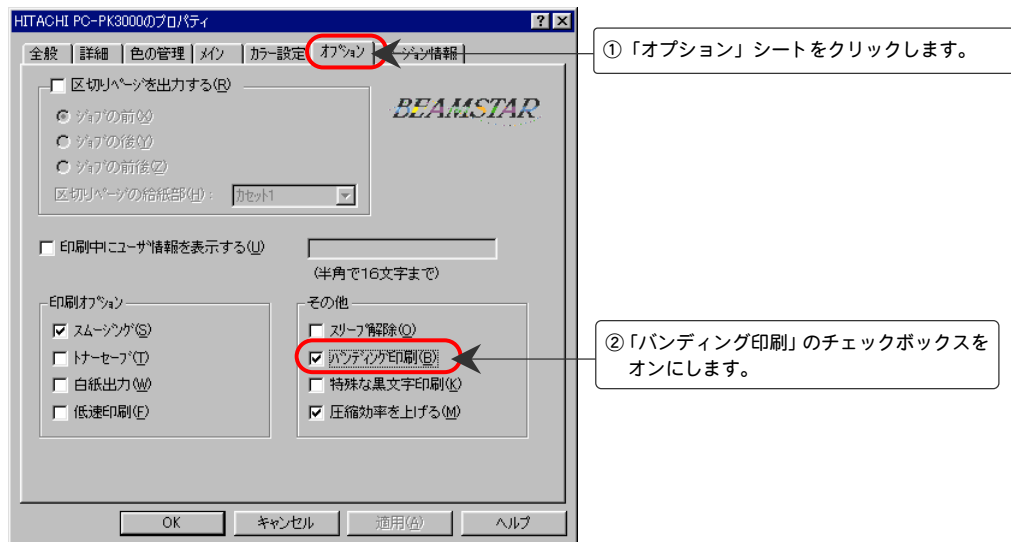 HITACHI PC-PK3000のプロパティ
全般 詳細 色の管理 メイン カラー設定 オプション ージョン情報
①「オプション」シートをクリックします。
区切りページを出力する(R)
BEAMSTAR
ジョブの前(X)
ジョブの後(Y)
ジョブの前後(Z)
区切りページの給紙部(H): カセット1
印刷中にユーザ情報を表示する(U)
(半角で16文字まで)
印刷オプション
スムージング(S)
トナーセーブ(T)
白紙出力(W)
低速印刷(F)
その他
スリープ解除(O)
バンディング印刷(B)
特殊な黒文字印刷(K)
圧縮効率を上げる(M)
②「バンディング印刷」のチェックボックスを
オンにします。
OK キャンセル 適用(A) ヘルプ